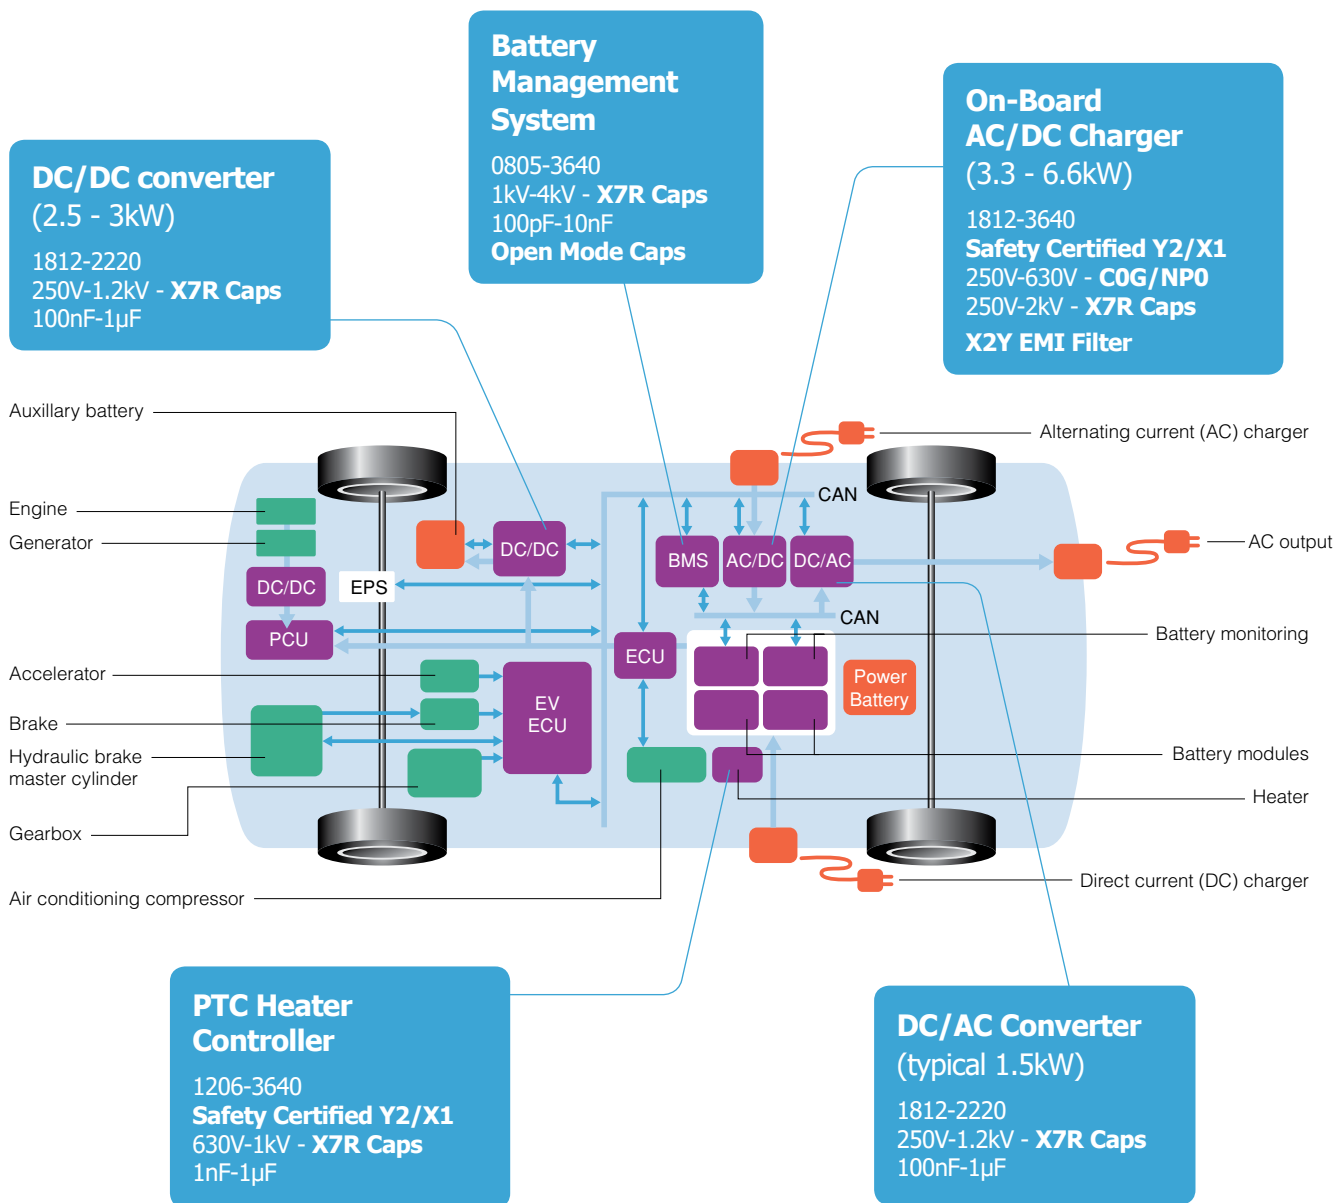 Battery
Management
System
0805-3640
1kV-4kV - X7R Caps
100pF-10nF
Open Mode Caps
On-Board
AC/DC Charger
(3.3 - 6.6kW)
1812-3640
Safety Certified Y2/X1
250V-630V - C0G/NP0
250V-2kV - X7R Caps
X2Y EMI Filter
DC/DC converter
(2.5 - 3kW)
1812-2220
250V-1.2kV - X7R Caps
100nF-1µF
Auxillary battery
Alternating current (AC) charger
Engine
Generator
CAN
AC output
DC/DC
BMS
AC/DC
DC/AC
DC/DC
EPS
PCU
CAN
ECU
Battery monitoring
Accelerator
Power
Battery
EV
ECU
Brake
Hydraulic brake
master cylinder
Battery modules
Heater
Gearbox
Air conditioning compressor
Direct current (DC) charger
PTC Heater
Controller
1206-3640
Safety Certified Y2/X1
630V-1kV - X7R Caps
1nF-1µF
DC/AC Converter
(typical 1.5kW)
1812-2220
250V-1.2kV - X7R Caps
100nF-1µF